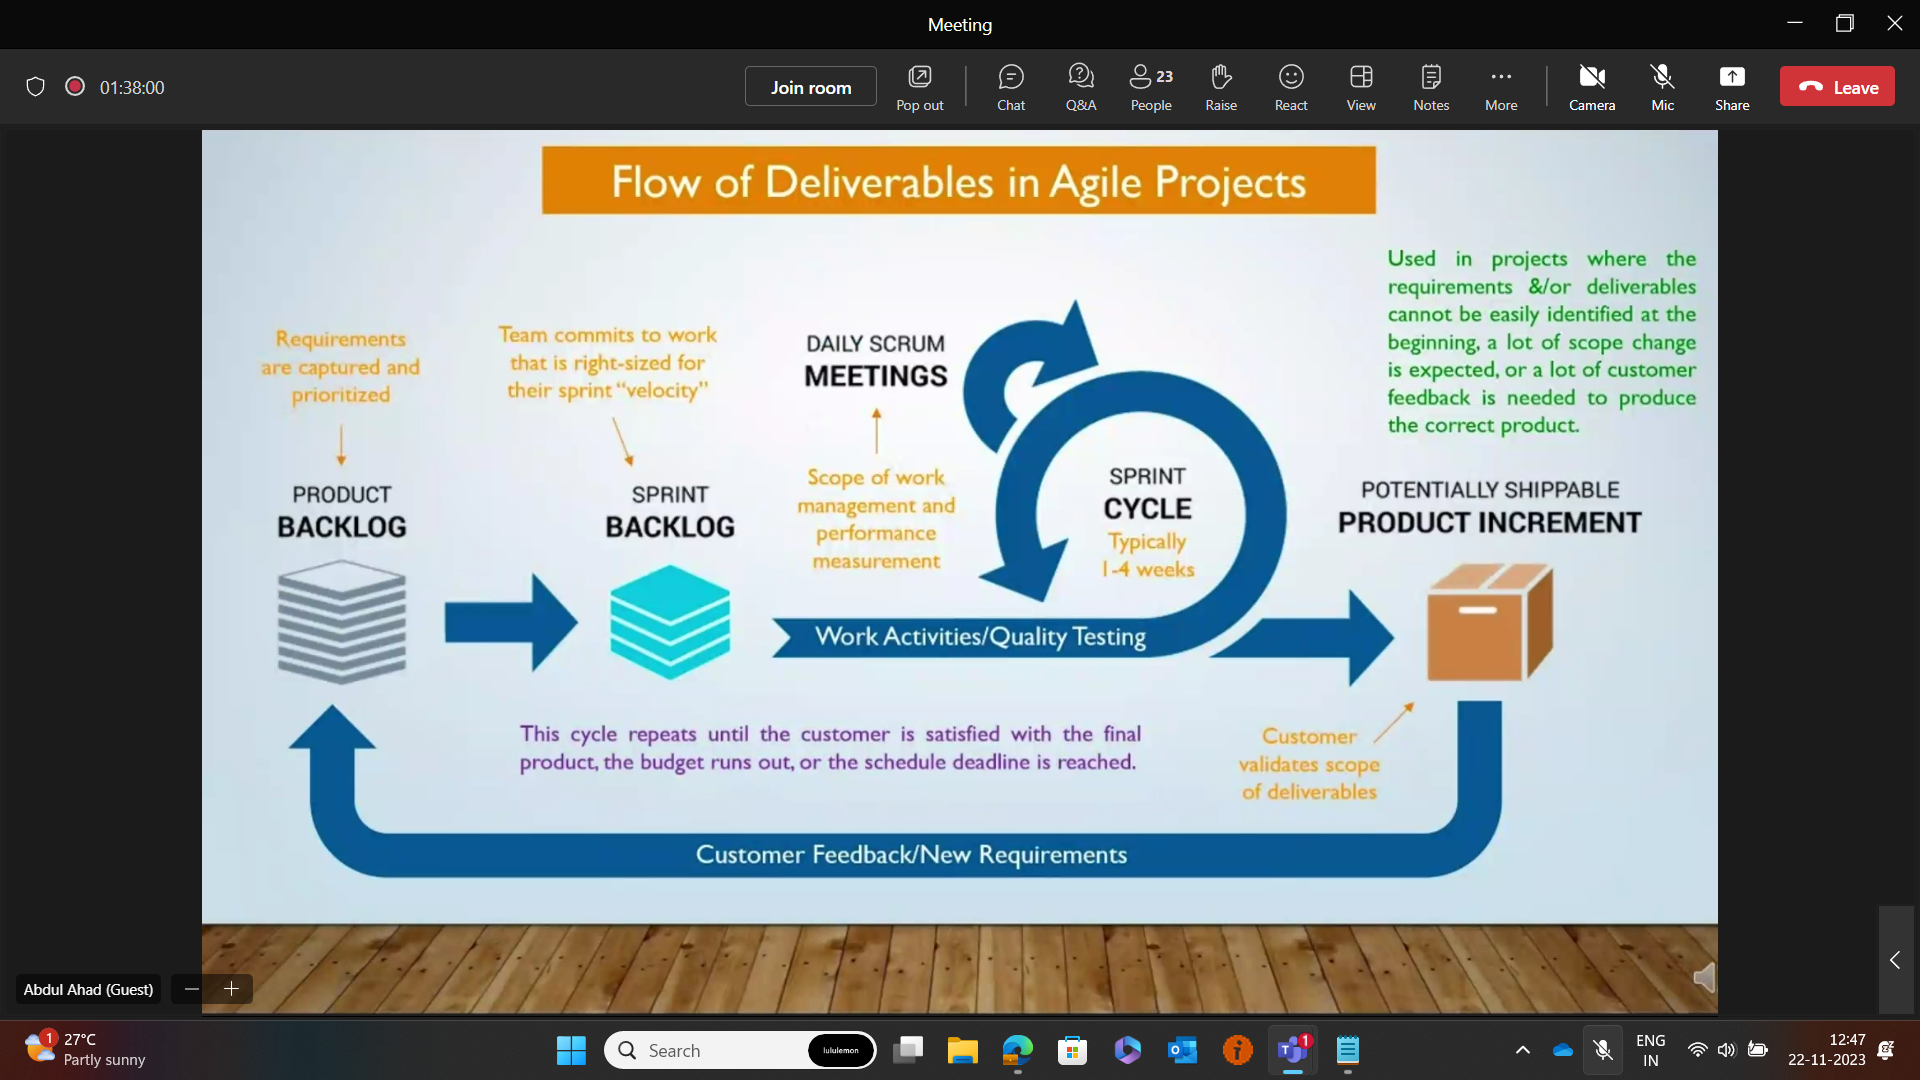 Meeting
01:38:00
Join room
Pop out
Chat
Q&A
23
People
Raise
React
View
Notes
More
Camera
Mic
Share
Leave
Flow of Deliverables in Agile Projects
Used in projects where the
requirements &/or deliverables
cannot be easily identified at the
beginning, a lot of scope change
is expected, or a lot of customer
feedback is needed to produce
the correct product.
Requirements
are captured and
prioritized
Team commits to work
that is right-sized for
their sprint “velocity”
DAILY SCRUM
MEETINGS
Scope of work
management and
performance
measurement
PRODUCT
BACKLOG
SPRINT
BACKLOG
SPRINT
CYCLE
Typically
1-4 weeks
POTENTIALLY SHIPPABLE
PRODUCT INCREMENT
Work Activities/Quality Testing
This cycle repeats until the customer is satisfied with the final
product, the budget runs out, or the schedule deadline is reached.
Customer
validates scope
of deliverables
Customer Feedback/New Requirements
Abdul Ahad (Guest)
1
27°C
Partly sunny
Search
lululemon
1
ENG
IN
12:47
22-11-2023